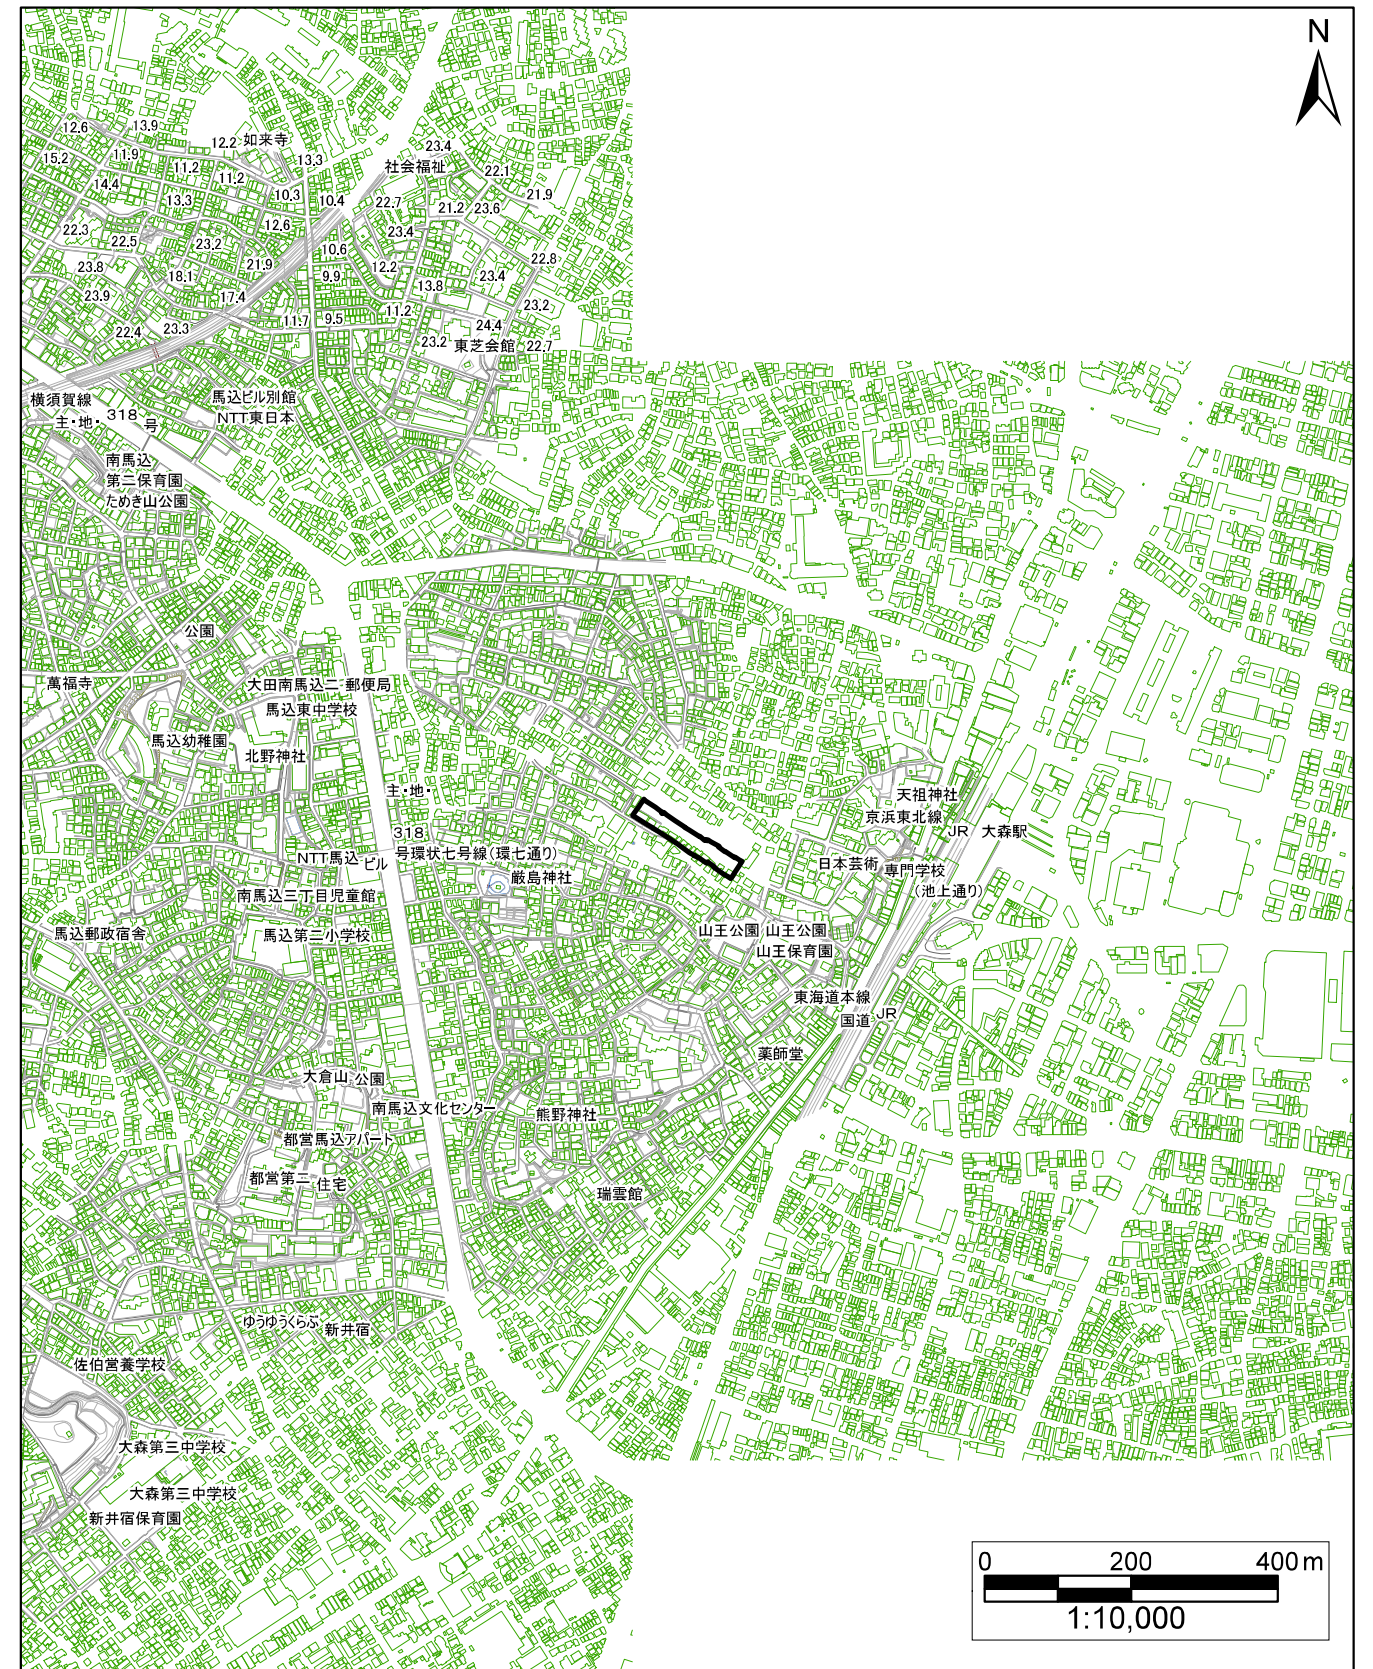 N
12.6
13.9
12.2
如来寺
23.4
15.2
11.9
11.2
11.2
13.3
社会福祉
22.1
14.4
13.3
10.3
10.4
22.7
21.2
23.6
21.9
22.3
22.5
23.2
12.6
10.6
23.4
22.8
23.8
18.1
21.9
9.9
12.2
13.8
23.4
23.9
17.4
11.7
9.5
11.2
24.4
23.2
22.4
23.3
23.2
東芝会館
22.7
横須賀線
主・地・
318
号
馬込ビル別館
NTT東日本
南馬込
第二保育園
ためき山公園
公園
萬福寺
大田南馬込二郵便局
馬込東中学校
馬込幼稚園
北野神社
主・地・
318
号環状七号線(環七通り)
天祖神社
京浜東北線
JR
大森駅
NTT馬込
ビル
厳島神社
日本芸術
専門学校
(池上通り)
南馬込三丁目児童館
馬込郵政宿舎
馬込第二小学校
山王公園
山王公園
山王保育園
東海道本線
国道
JR
薬師堂
大倉山
公園
南馬込文化センター
熊野神社
都営馬込アパート
都営第二
住宅
瑞雲館
ゆうゆうくらぶ
新井宿
佐伯営養学校
大森第三中学校
大森第三中学校
新井宿保育園
0 200 400m
1:10,000